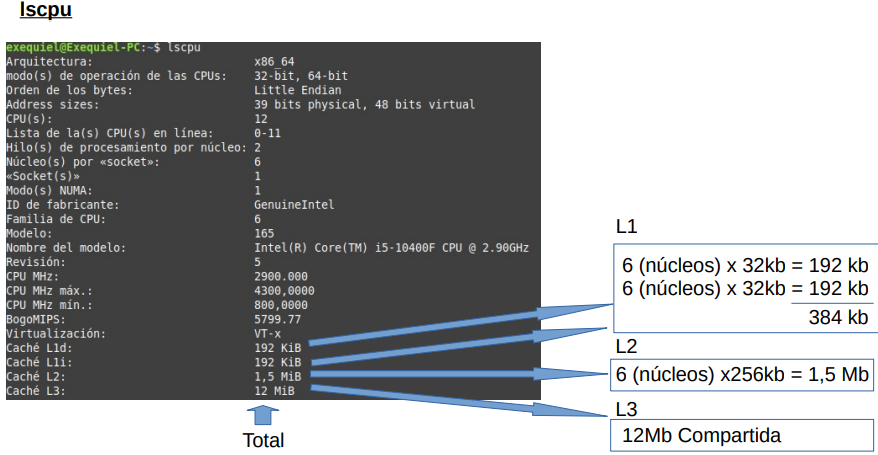 lscpu
exequiel@Exequiel-PC:~$ lscpu
Arquitectura: x86_64
modo(s) de operación de las CPUs: 32-bit, 64-bit
Orden de los bytes: Little Endian
Address sizes: 39 bits physical, 48 bits virtual
CPU(s): 12
Lista de la(s) CPU(s) en línea: 0-11
Hilo(s) de procesamiento por núcleo: 2
Núcleo(s) por «socket»: 6
«Socket(s)» 1
Modo(s) NUMA: 1
ID de fabricante: GenuineIntel
Familia de CPU: 6
Modelo: 165
Nombre del modelo: Intel(R) Core(TM) i5-10400F CPU @ 2.90GHz
Revisión: 5
CPU MHz: 2900.000
CPU MHz máx.: 4300,0000
CPU MHz mín.: 800,0000
BogoMIPS: 5799.77
Virtualización: VT-x
Caché L1d: 192 KiB
Caché L1i: 192 KiB
Caché L2: 1,5 MiB
Caché L3: 12 MiB
Total
L1
6 (núcleos) x 32kb = 192 kb
6 (núcleos) x 32kb = 192 kb
384 kb
L2
6 (núcleos) x256kb = 1,5 Mb
L3
12Mb Compartida